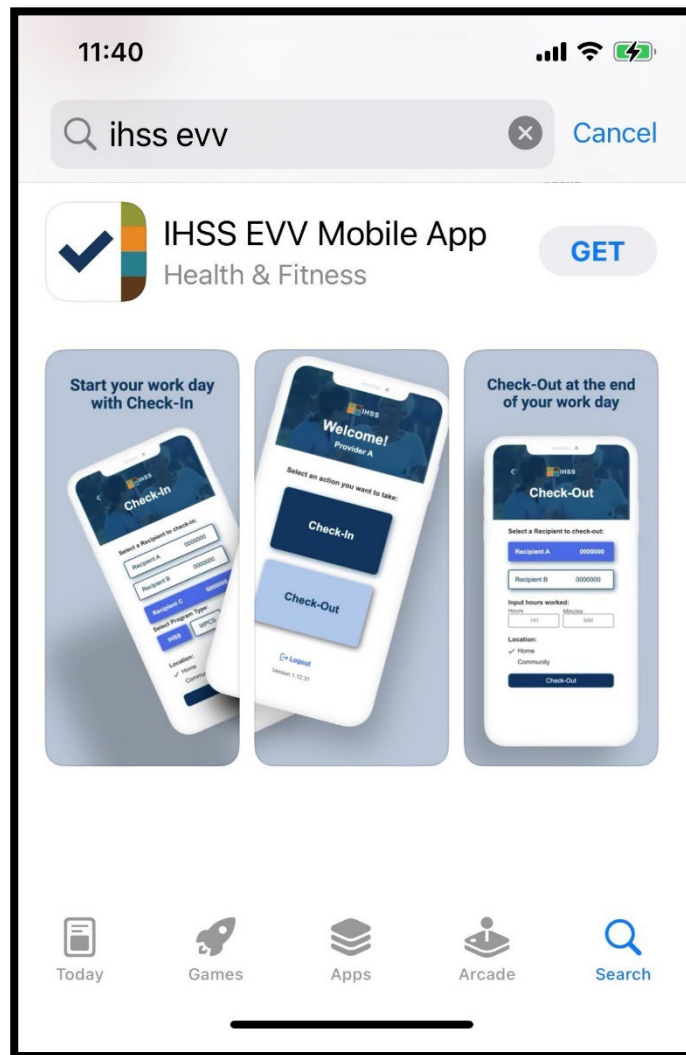 11:40
ihss evv
Cancel
IHSS EVV Mobile App
Health & Fitness
GET
Start your work day
with Check-In
IHSS
Check-In
Select a Recipient to check-in:
Recipient A 0000000
Recipient B 0000000
Recipient C 0000000
Select Program Type:
IHSS WPCS
Location:
Home
IHSS
Welcome!
Provider A
Select an action you want to take:
Check-In
Check-Out
Logout
Version 1.12.31
Check-Out at the end
of your work day
IHSS
Check-Out
Select a Recipient to check-out:
Recipient A 0000000
Recipient B 0000000
Input hours worked:
Hours Minutes
HH MM
Location:
Home
Community
Check-Out
Today Games Apps Arcade Search